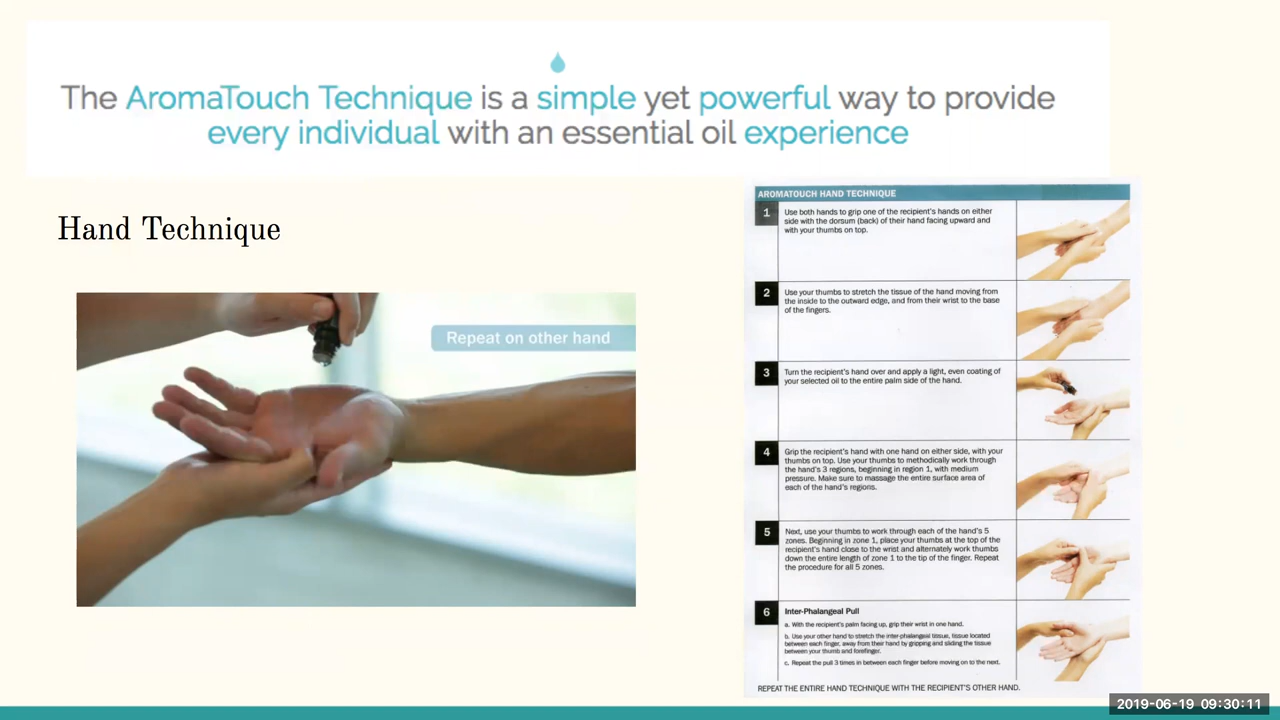 The AromaTouch Technique is a simple yet powerful way to provide
every individual with an essential oil experience
Hand Technique
Repeat on other hand
AROMATOUCH HAND TECHNIQUE
1
Use both hands to grip one of the recipient's hands on either
side with the dorsum (back) of their hand facing upward and
with your thumbs on top.
2
Use your thumbs to stretch the tissue of the hand moving from
the inside to the outward edge, and from their wrist to the base
of the fingers.
3
Turn the recipient's hand over and apply a light, even coating of
your selected oil to the entire palm side of the hand.
4
Grip the recipient's hand with one hand on either side, with your
thumbs on top. Use your thumbs to methodically work through
the hand's 3 regions, beginning in region 1, with medium
pressure. Make sure to massage the entire surface area of
each of the hand's regions.
5
Next, use your thumbs to work through each of the hand's 5
zones. Beginning in zone 1, place your thumbs at the top of the
recipient's hand close to the wrist and alternately work thumbs
down the entire length of zone 1 to the tip of the finger. Repeat
the procedure for all 5 zones.
6
Inter-Phalangeal Pull
a. With the recipient's palm facing up, grip their wrist in one hand.
b. Use your other hand to stretch the inter-phalangeal tissue, tissue located
between each finger, away from their hand by gripping and sliding the tissue
between your thumb and forefinger.
c. Repeat the pull 3 times in between each finger before moving on to the next.
REPEAT THE ENTIRE HAND TECHNIQUE WITH THE RECIPIENT'S OTHER HAND.
2019-06-19 09:30:11